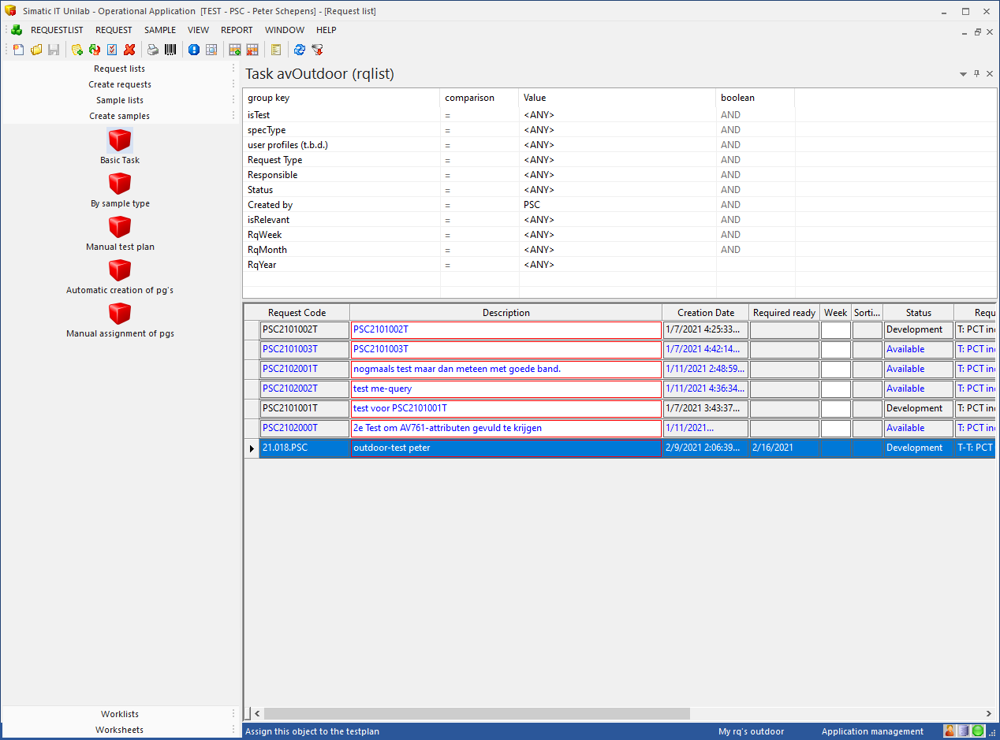 Simatic IT Unilab - Operational Application [TEST - PSC - Peter Schepens] - [Request list]
REQUESTLIST REQUEST SAMPLE VIEW REPORT WINDOW HELP
Request lists
Create requests
Sample lists
Create samples
Basic Task
By sample type
Manual test plan
Automatic creation of pg's
Manual assignment of pgs
Worklists
Worksheets
Task avOutdoor (rqlist)
group key comparison Value boolean
isTest = <ANY> AND
specType = <ANY> AND
user profiles (t.b.d.) = <ANY> AND
Request Type = <ANY> AND
Responsible = <ANY> AND
Status = <ANY> AND
Created by = PSC AND
isRelevant = <ANY> AND
RqWeek = <ANY> AND
RqMonth = <ANY> AND
RqYear = <ANY>
Request Code Description Creation Date Required ready Week Sorti... Status Requ
PSC2101002T PSC2101002T 1/7/2021 4:25:33... Development T: PCT in
PSC2101003T PSC2101003T 1/7/2021 4:42:14... Available T: PCT in
PSC2102001T nogmaals test maar dan meteen met goede band. 1/11/2021 2:48:59... Available T: PCT in
PSC2102002T test me-query 1/11/2021 4:36:34... Available T: PCT in
PSC2101001T test voor PSC2101001T 1/7/2021 3:43:37... Development T: PCT in
PSC2102000T 2e Test om AV761-attributen gevuld te krijgen 1/11/2021... Available T: PCT in
21.018.PSC outdoor-test peter 2/9/2021 2:06:39... 2/16/2021 Development T-T: PCT
Assign this object to the testplan My rq's outdoor Application management